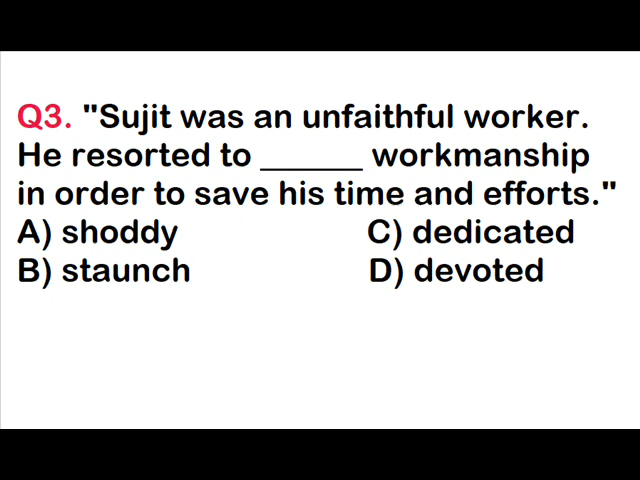 Q3. "Sujit was an unfaithful worker.
He resorted to ______ workmanship
in order to save his time and efforts."
A) shoddy C) dedicated
B) staunch D) devoted